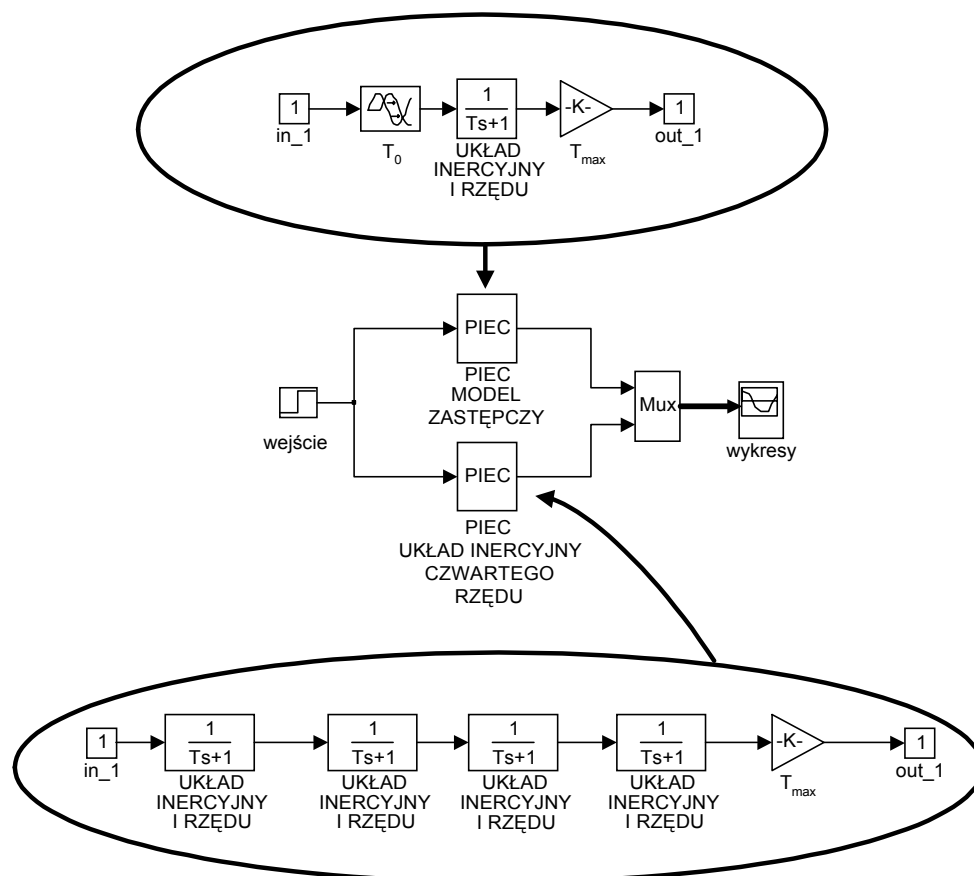 1
in_1
T0
1
Ts+1
UKŁAD
INERCYJNY
I RZĘDU
-K-
Tmax
1
out_1
wejście
PIEC
PIEC
MODEL
ZASTĘPCZY
PIEC
PIEC
UKŁAD INERCYJNY
CZWARTEGO
RZĘDU
Mux
wykresy
1
in_1
1
Ts+1
UKŁAD
INERCYJNY
I RZĘDU
1
Ts+1
UKŁAD
INERCYJNY
I RZĘDU
1
Ts+1
UKŁAD
INERCYJNY
I RZĘDU
1
Ts+1
UKŁAD
INERCYJNY
I RZĘDU
-K-
Tmax
1
out_1